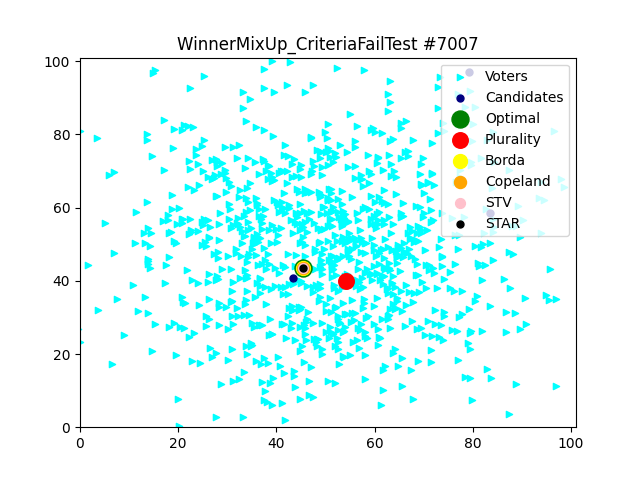 WinnerMixUp_CriteriaFailTest #7007
100
80
60
40
20
0
0
20
40
60
80
100
Voters
Candidates
Optimal
Plurality
Borda
Copeland
STV
STAR